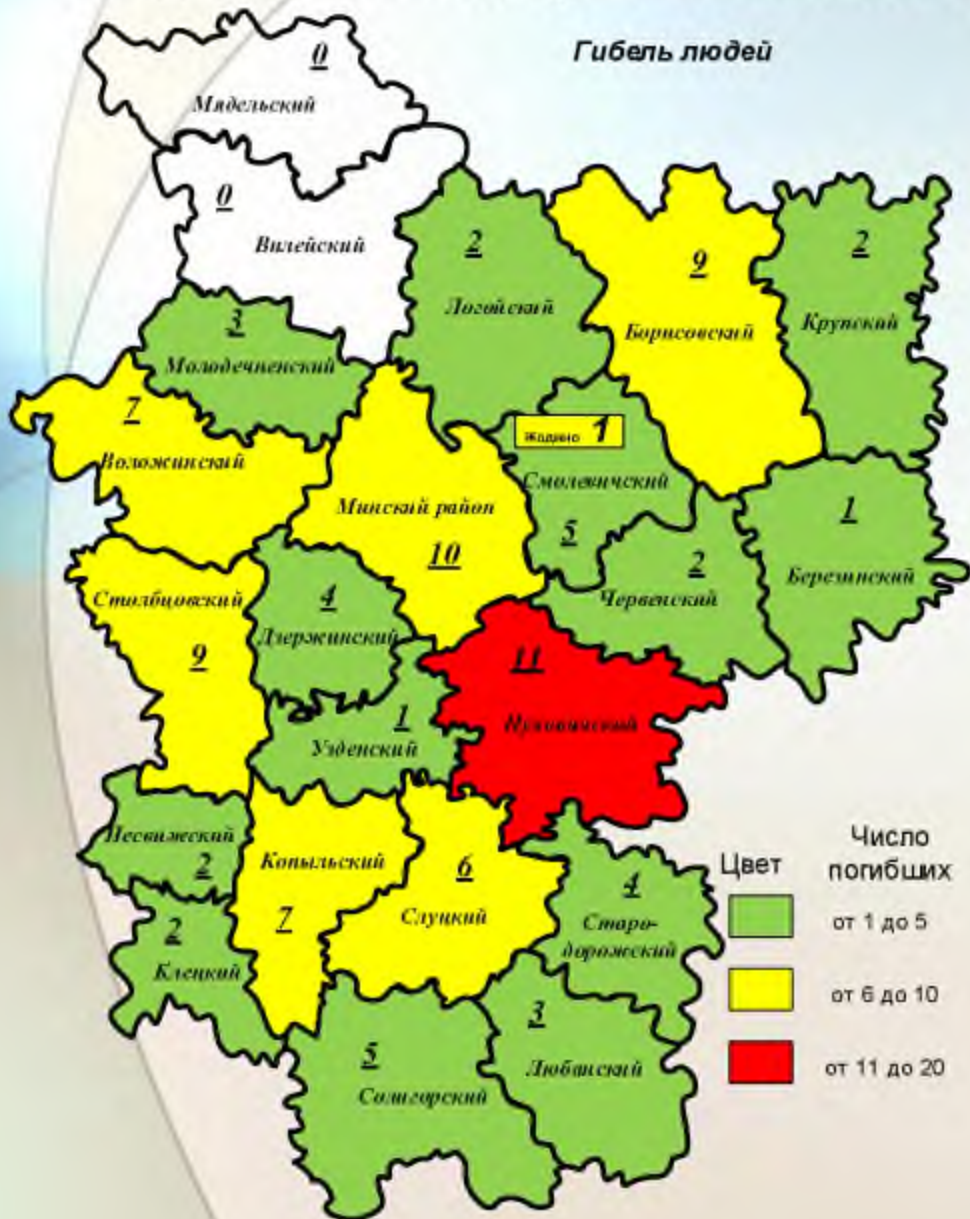 Гибель людей
0
Мядельский
0
Вилейский
2
Логойский
9
Борисовский
2
Крупский
3
Молодечненский
7
Воложинский
Жодино 1
Смолевичский
5
Минский район
10
1
Березинский
2
Червенский
Столбцовский
9
4
Дзержинский
11
Пуховичский
1
Узденский
Несвижский
2
Копыльский
7
6
Слуцкий
4
Старо-
дорожский
2
Клецкий
3
Любанский
5
Солигорский
Цвет
Число
погибших
от 1 до 5
от 6 до 10
от 11 до 20